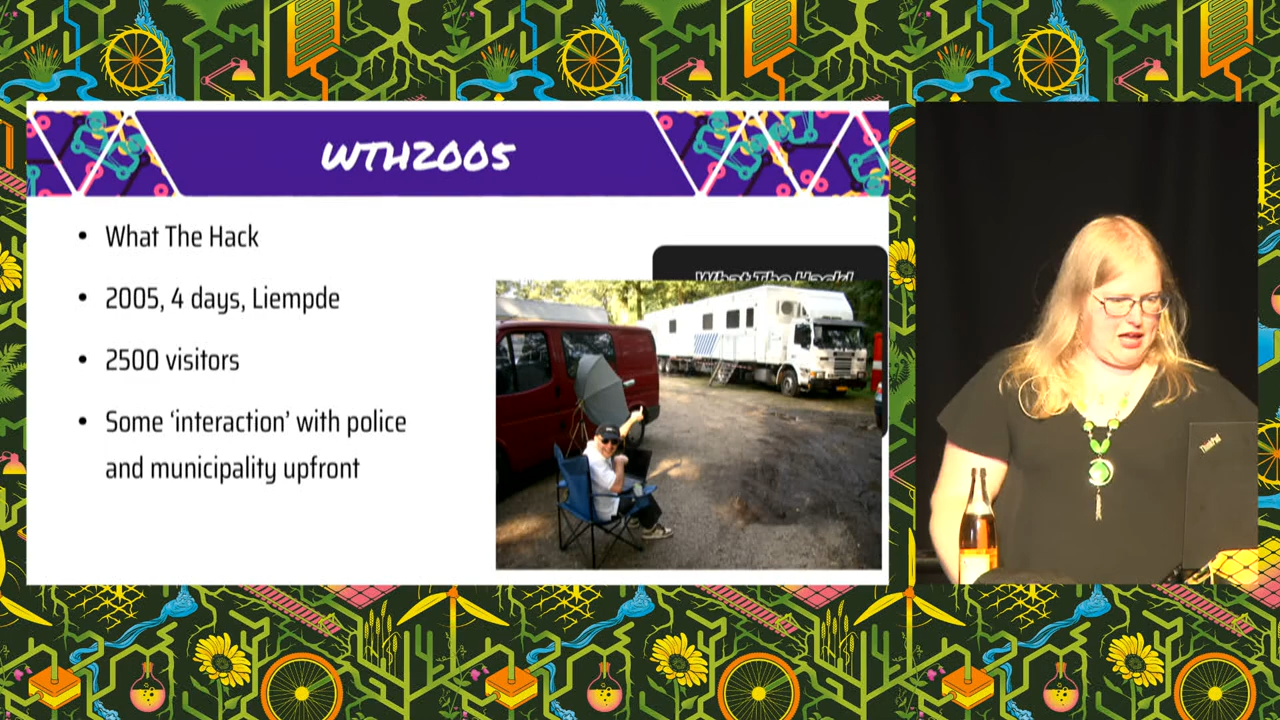 WTH2005
• What The Hack
What The Hack!
• 2005, 4 days, Liempde
• 2500 visitors
• Some ‘interaction’ with police
and municipality upfront
ThinkPad